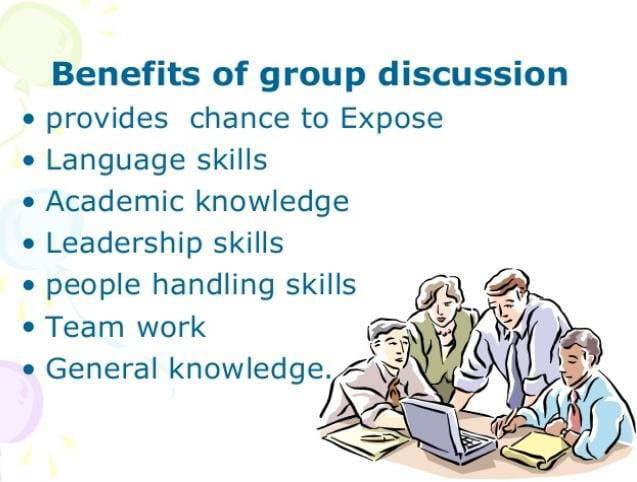 Benefits of group discussion
• provides  chance to Expose
• Language skills
• Academic knowledge
• Leadership skills
• people handling skills
• Team work
• General knowledge.